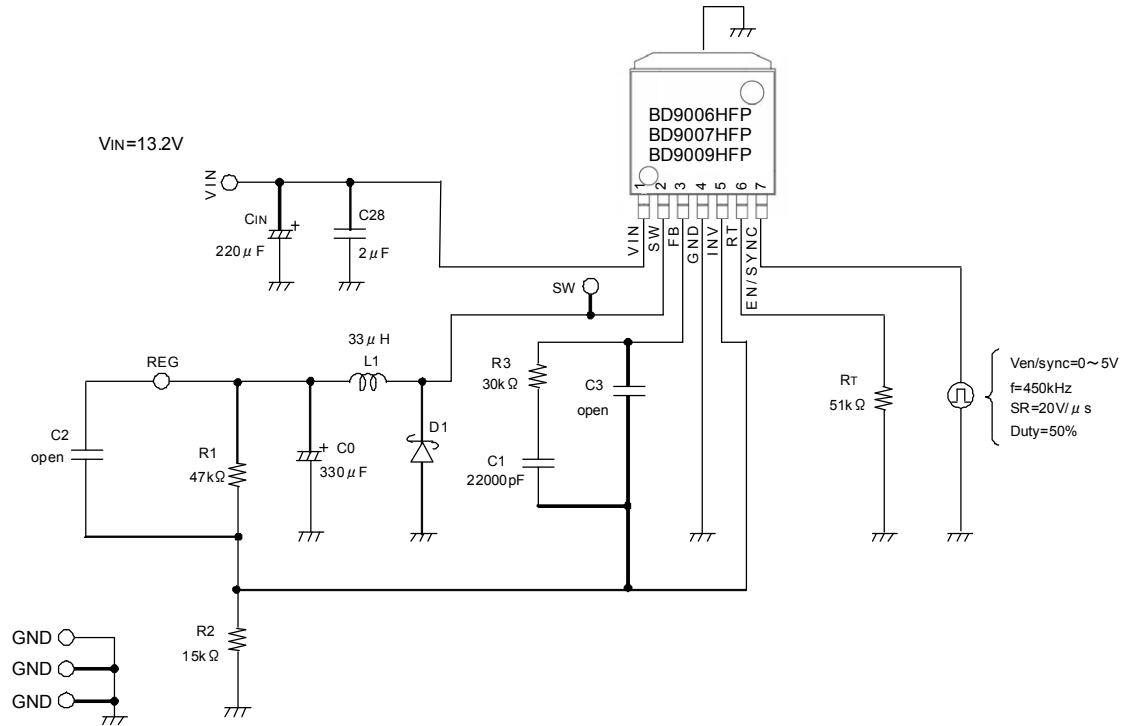 BD9006HFP
BD9007HFP
BD9009HFP
VIN=13.2V
VIN
CIN
+
220μF
C28
2μF
1 2 3 4 5 6 7
VIN
SW
FB
GND
INV
RT
EN/SYNC
SW
33μH
L1
REG
R3
30kΩ
C3
open
RT
51kΩ
Ven/sync=0～5V
f=450kHz
SR=20V/μs
Duty=50%
C2
open
R1
47kΩ
+
C0
330μF
D1
C1
22000pF
R2
15kΩ
GND
GND
GND